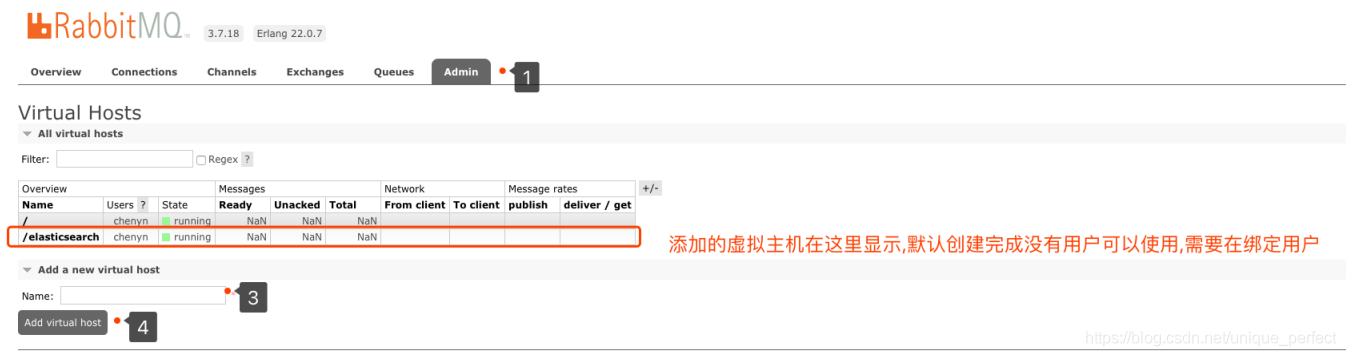 RabbitMQ 3.7.18 Erlang 22.0.7
Overview Connections Channels Exchanges Queues Admin 1
Virtual Hosts
All virtual hosts
Filter: Regex ?
Overview Messages Network Message rates +/-
Name Users ? State Ready Unacked Total From client To client publish deliver / get
/ chenyn running NaN NaN NaN
/elasticsearch chenyn running NaN NaN NaN
添加的虚拟主机在这里显示,默认创建完成没有用户可以使用,需要在绑定用户
Add a new virtual host
Name: 3
Add virtual host 4
https://blog.csdn.net/unique_perfect